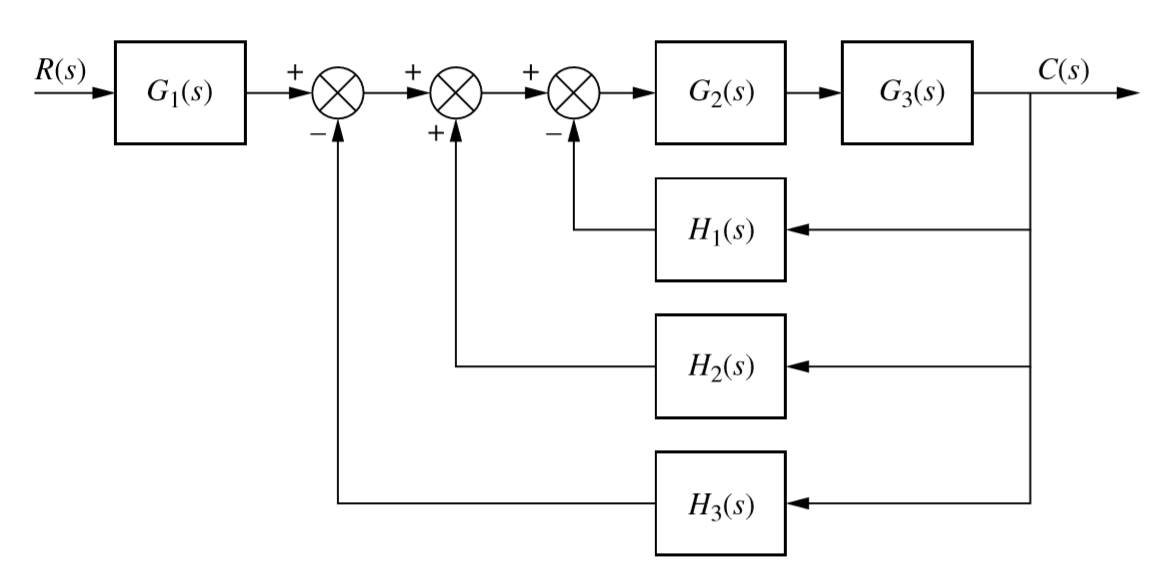 R(s) G₁(s) + + + G₂(s) G₃(s) C(s)
− + −
H₁(s)
H₂(s)
H₃(s)